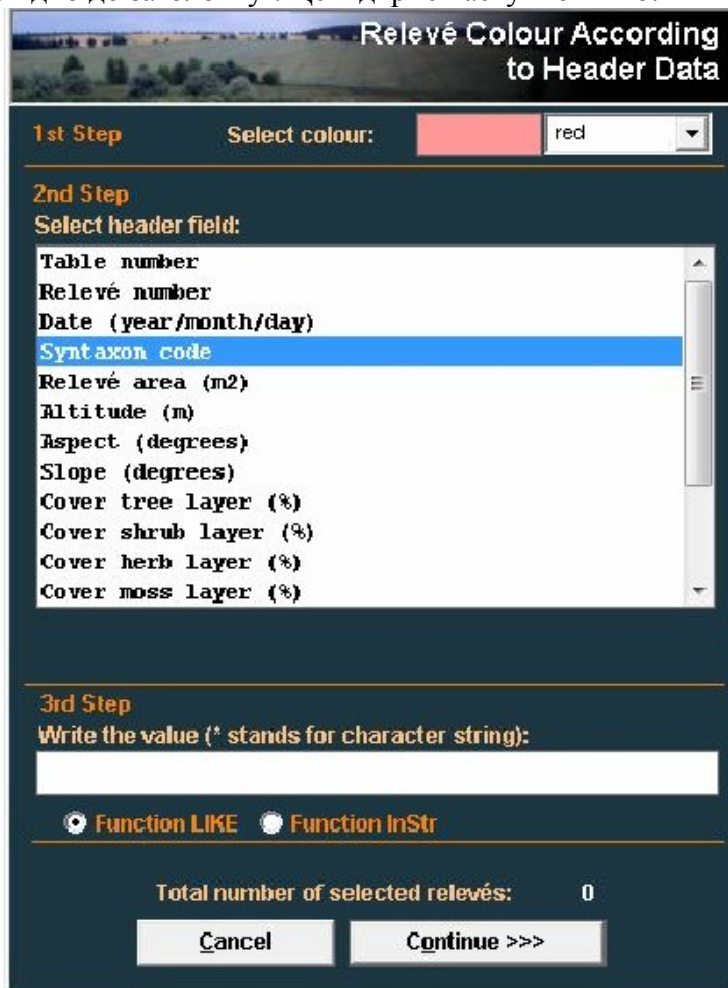 Relevé Colour According
to Header Data
1st Step Select colour: red
2nd Step
Select header field:
Table number
Relevé number
Date (year/month/day)
Syntaxon code
Relevé area (m2)
Altitude (m)
Aspect (degrees)
Slope (degrees)
Cover tree layer (%)
Cover shrub layer (%)
Cover herb layer (%)
Cover moss layer (%)
3rd Step
Write the value (* stands for character string):
Function LIKE Function InStr
Total number of selected relevés: 0
Cancel Continue >>>